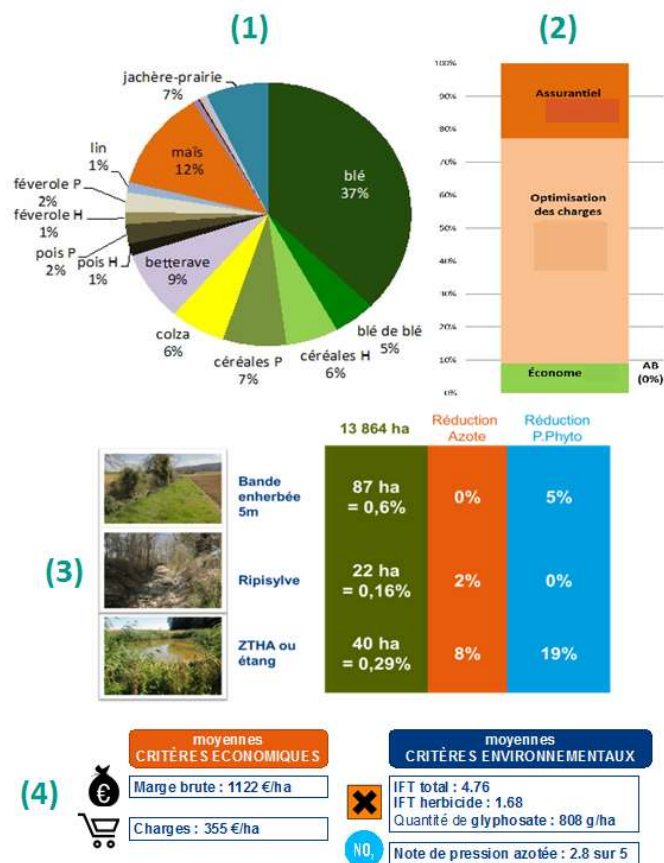 (1)
(2)
jachère-prairie
7%
lin
1%
maïs
12%
féverole P
2%
féverole H
1%
pois P
2%
pois H
1%
betterave
9%
colza
6%
céréales P
7%
céréales H
6%
blé de blé
5%
blé
37%
100%
90%
80%
70%
60%
50%
40%
30%
20%
10%
0%
Assurantiel
Optimisation
des charges
Économe
AB
(0%)
(3)
13 864 ha
Réduction
Azote
Réduction
P.Phyto
Bande
enherbée
5m
87 ha
= 0,6%
0%
5%
Ripisylve
22 ha
= 0,16%
2%
0%
ZTHA ou
étang
40 ha
= 0,29%
8%
19%
(4)
moyennes
CRITÈRES ECONOMIQUES
€
Marge brute : 1122 €/ha
Charges : 355 €/ha
moyennes
CRITÈRES ENVIRONNEMENTAUX
IFT total : 4.76
IFT herbicide : 1.68
Quantité de glyphosate : 808 g/ha
NO,
Note de pression azotée : 2.8 sur 5